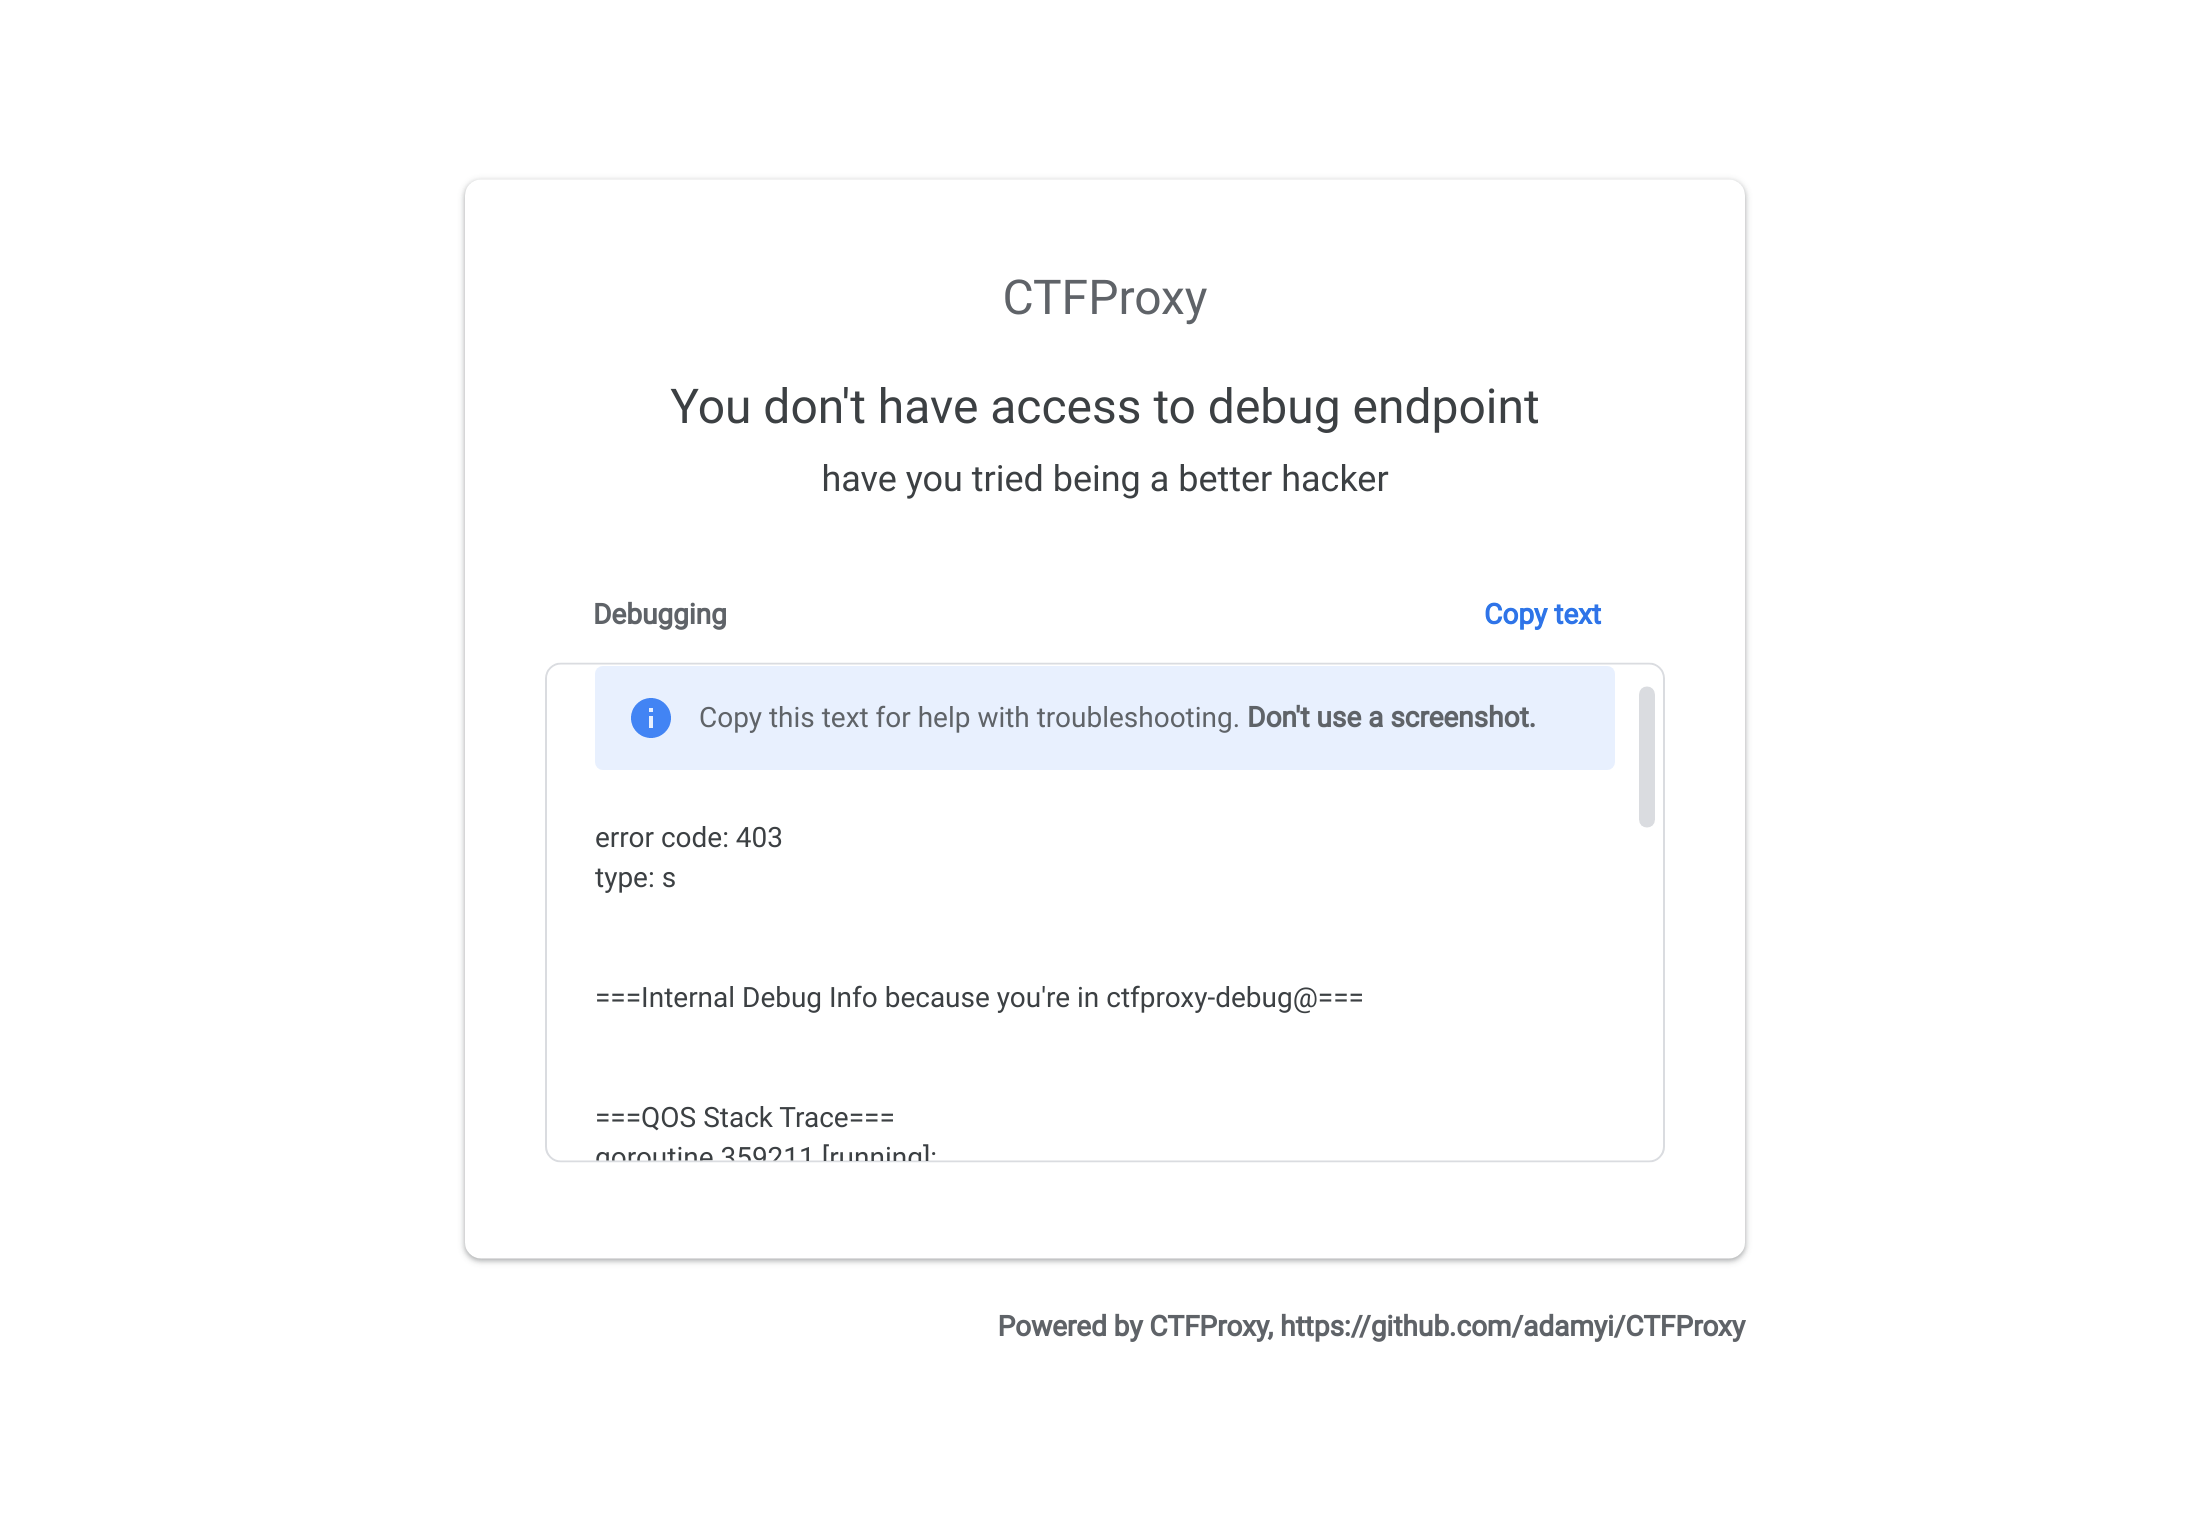 CTFProxy
You don't have access to debug endpoint
have you tried being a better hacker
Debugging
Copy text
Copy this text for help with troubleshooting. Don't use a screenshot.
error code: 403
type: s
===Internal Debug Info because you're in ctfproxy-debug@===
===QOS Stack Trace===
goroutine 359211 [running]:
Powered by CTFProxy, https://github.com/adamyi/CTFProxy